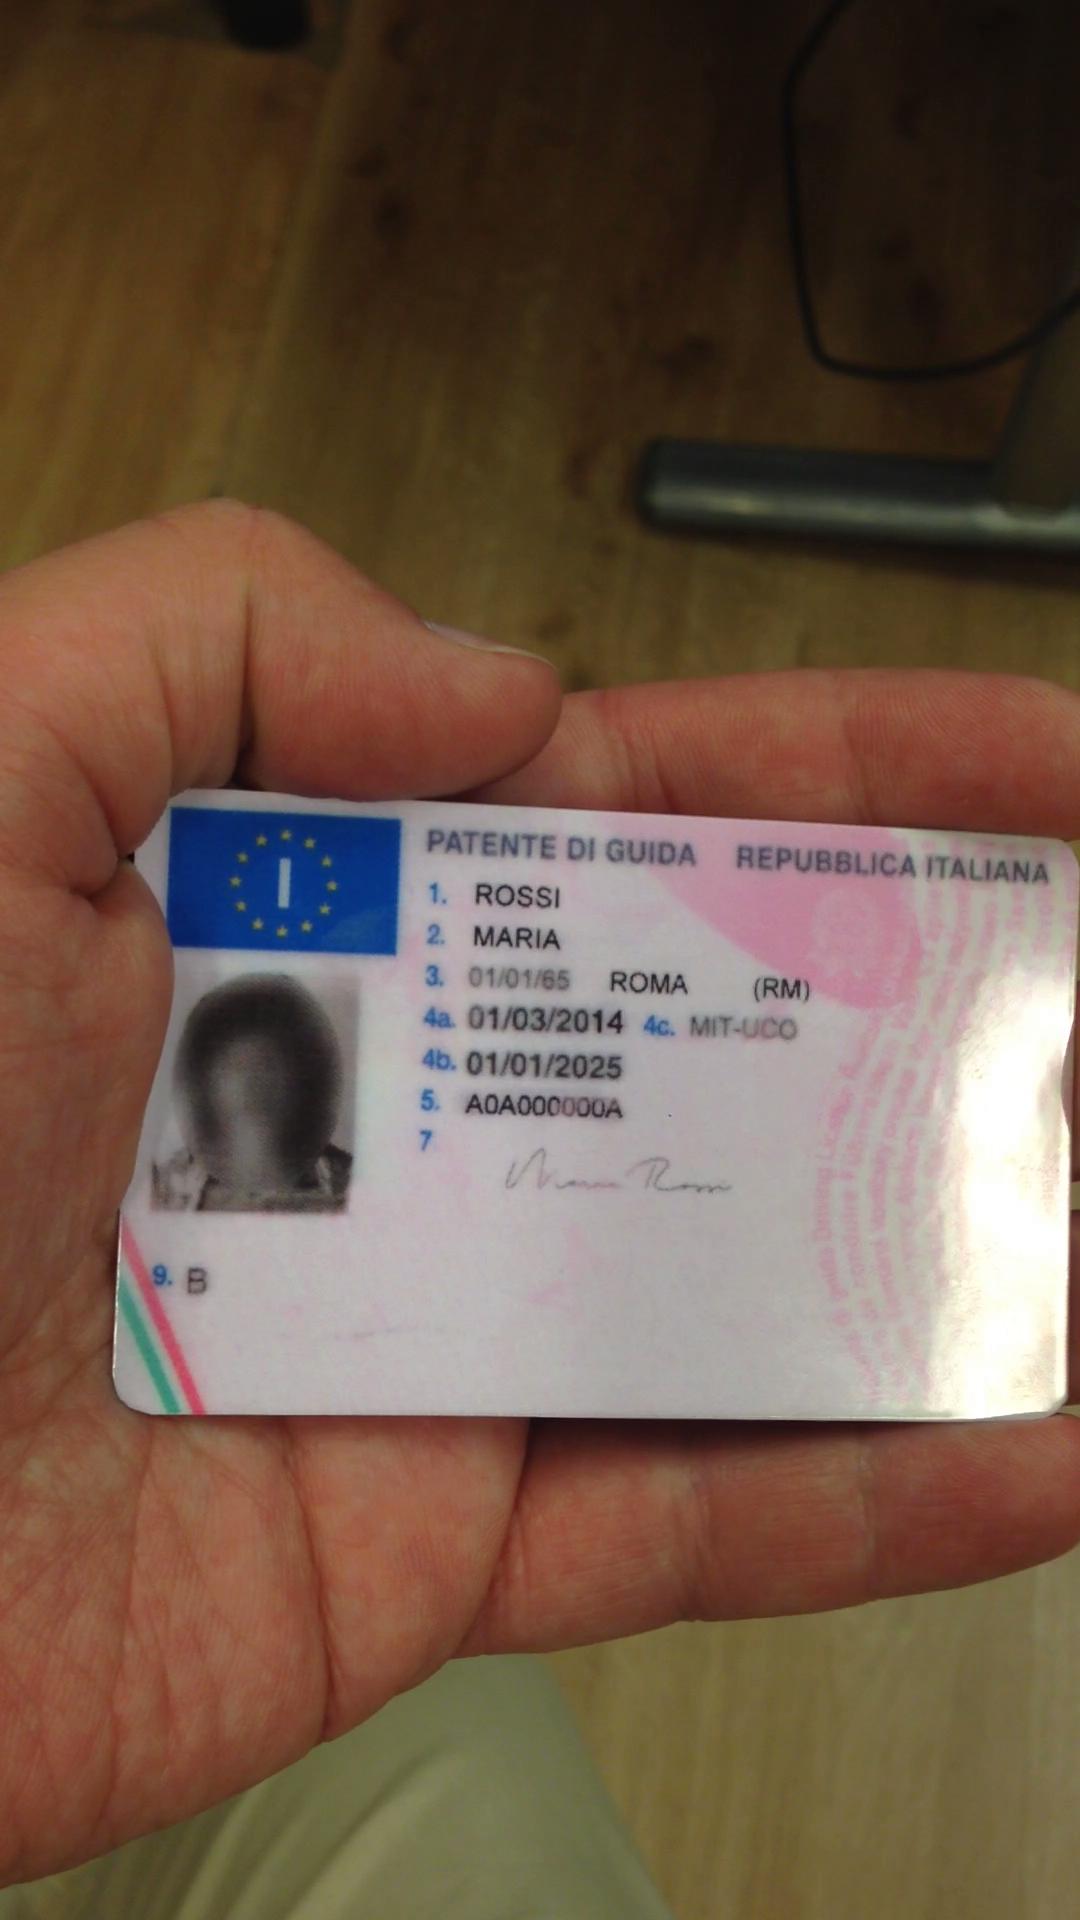 I
PATENTE DI GUIDA REPUBBLICA ITALIANA
1. ROSSI
2. MARIA
3. 01/01/65 ROMA (RM)
4a. 01/03/2014 4c. MIT-UCO
4b. 01/01/2025
5. A0A000000A
7
Maria Rossi
9. B